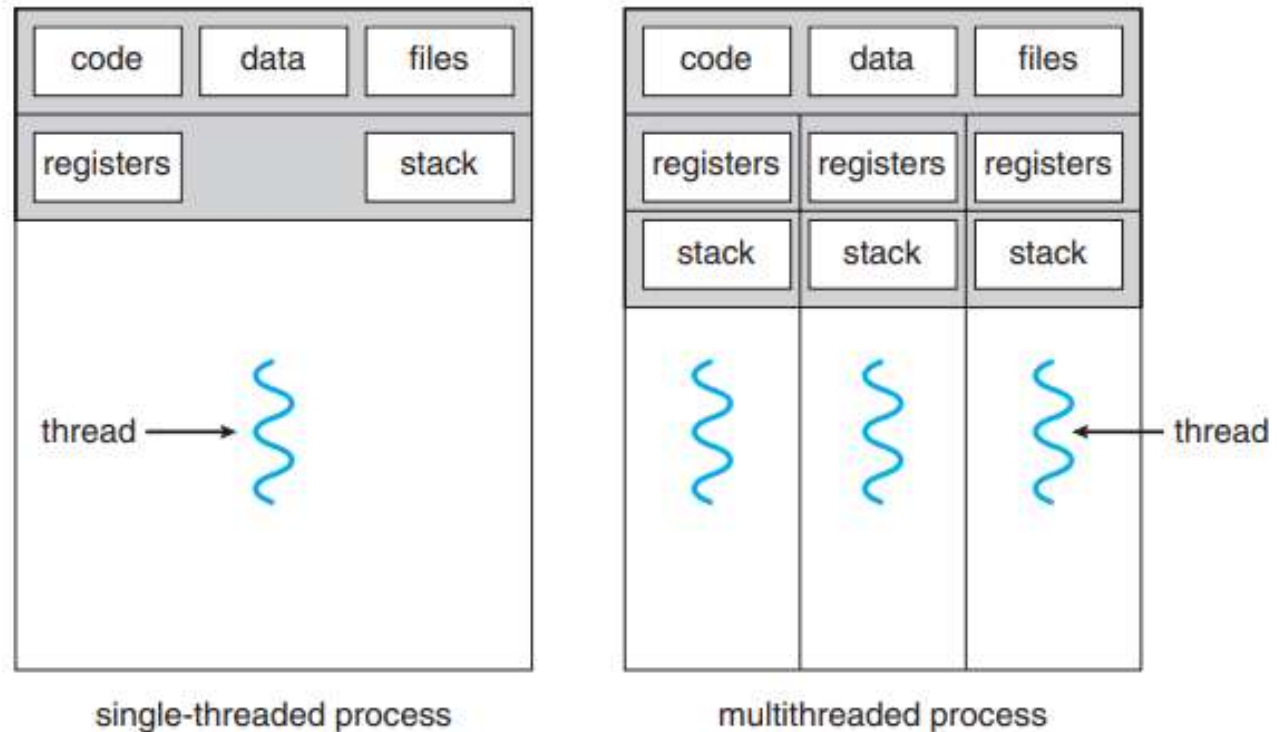 code data files code data files
registers stack registers registers registers
stack stack stack
thread thread
single-threaded process multithreaded process